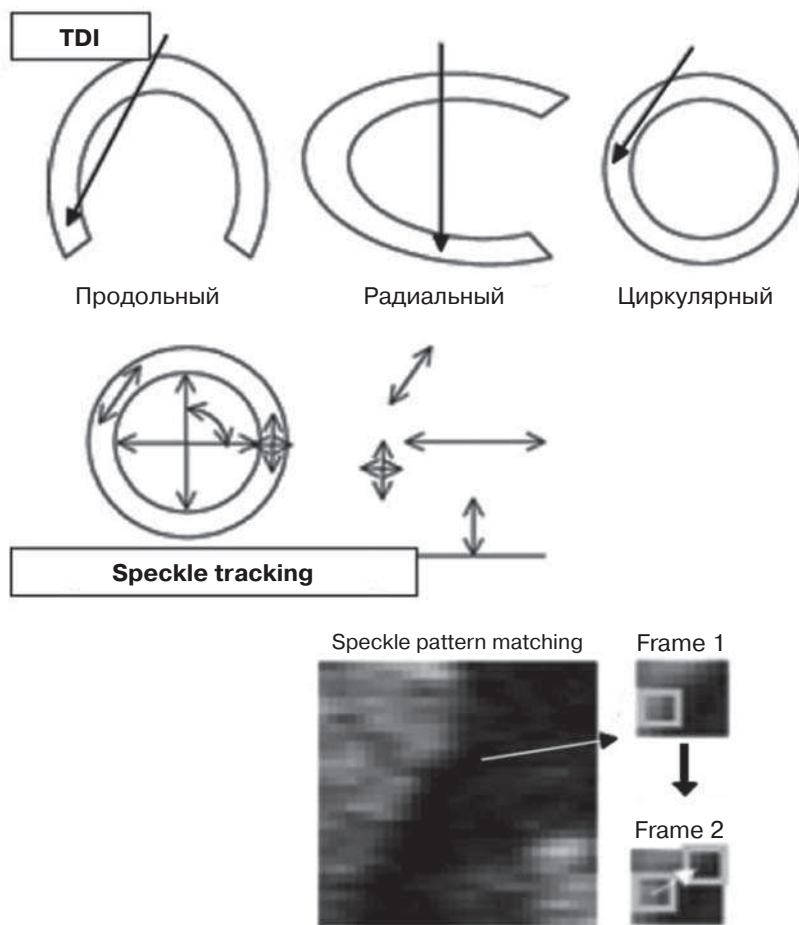 TDI
Продольный
Радиальный
Циркулярный
Speckle tracking
Speckle pattern matching
Frame 1
Frame 2